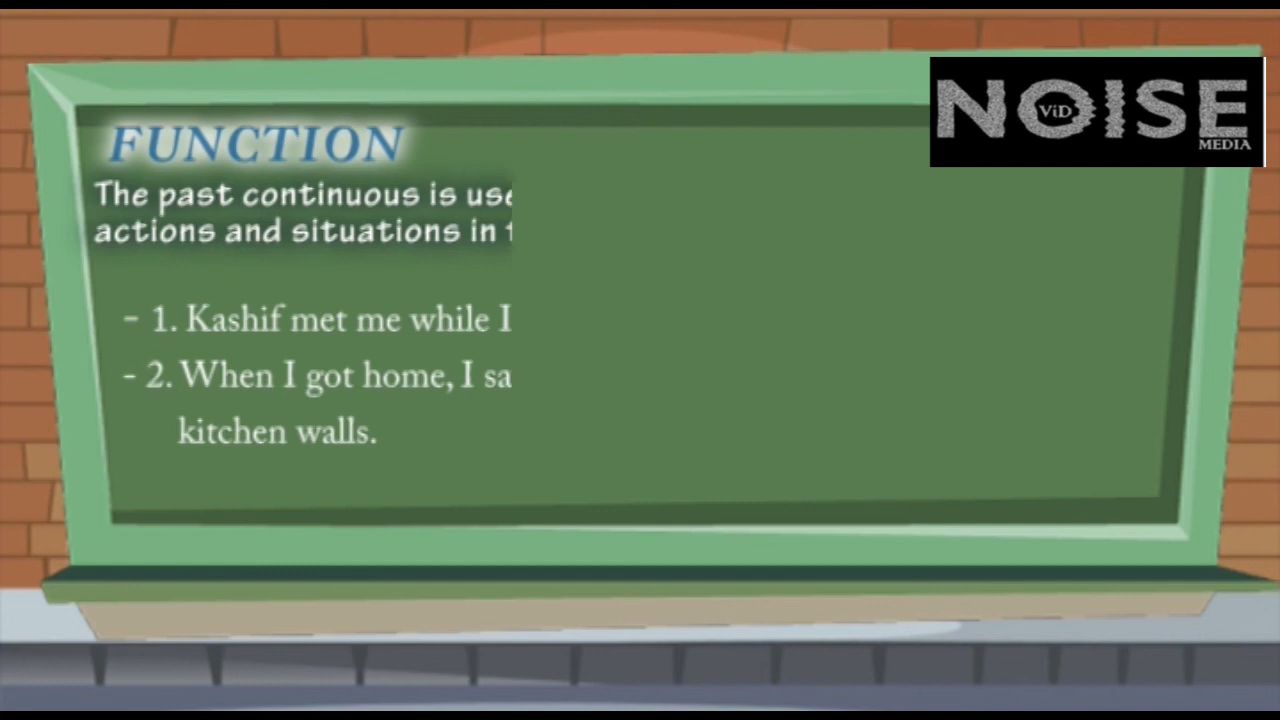 FUNCTION
The past continuous is use
actions and situations in
- 1. Kashif met me while I
- 2. When I got home, I sa
kitchen walls.
NOISE
ViD
MEDIA